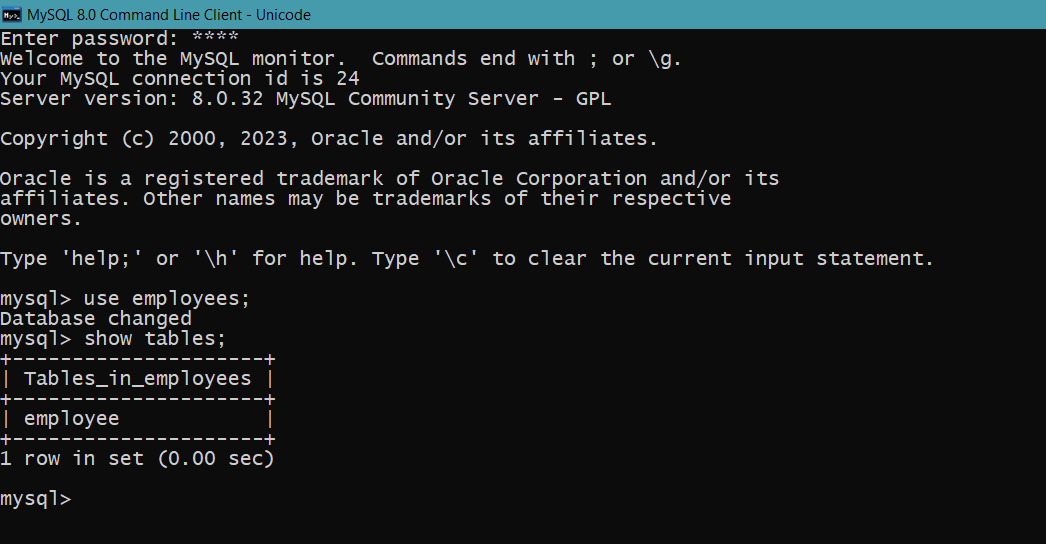 MySQL 8.0 Command Line Client - Unicode
Enter password: ****
Welcome to the MySQL monitor.  Commands end with ; or \g.
Your MySQL connection id is 24
Server version: 8.0.32 MySQL Community Server - GPL
Copyright (c) 2000, 2023, Oracle and/or its affiliates.
Oracle is a registered trademark of Oracle Corporation and/or its
affiliates. Other names may be trademarks of their respective
owners.
Type 'help;' or '\h' for help. Type '\c' to clear the current input statement.
mysql> use employees;
Database changed
mysql> show tables;
+---------------------+
| Tables_in_employees |
+---------------------+
| employee            |
+---------------------+
1 row in set (0.00 sec)
mysql>